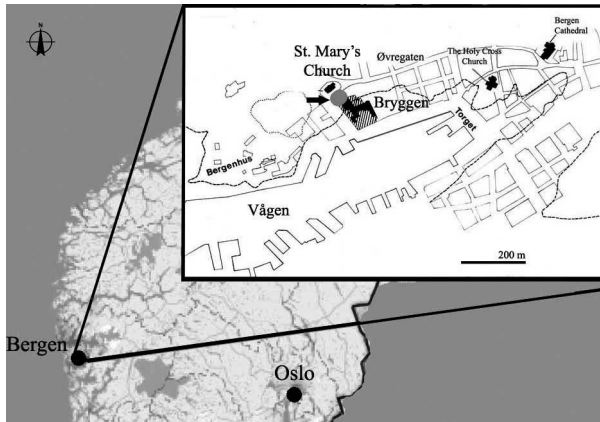 N
St. Mary's
Church
Øvregaten
Bergen
Cathedral
The Holy Cross
Church
Bryggen
Torget
Bergenhus
Vågen
200 m
Bergen
Oslo